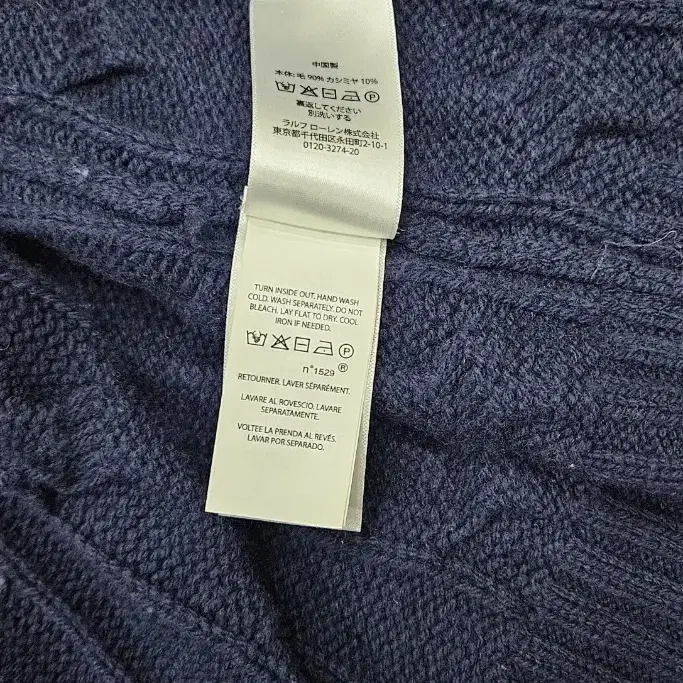 中国製
本体: 毛 90% カシミヤ 10%
裏返してください
別洗いする
ラルフ ローレン株式会社
東京都千代田区永田町2-10-1
0120-3274-20
TURN INSIDE OUT. HAND WASH
COLD. WASH SEPARATELY. DO NOT
BLEACH. LAY FLAT TO DRY. COOL
IRON IF NEEDED.
P
n°1529 ®
RETOURNER. LAVER SÉPARÉMENT.
LAVARE AL ROVESCIO. LAVARE
SEPARATAMENTE.
VOLTEE LA PRENDA AL REVÉS.
LAVAR POR SEPARADO.